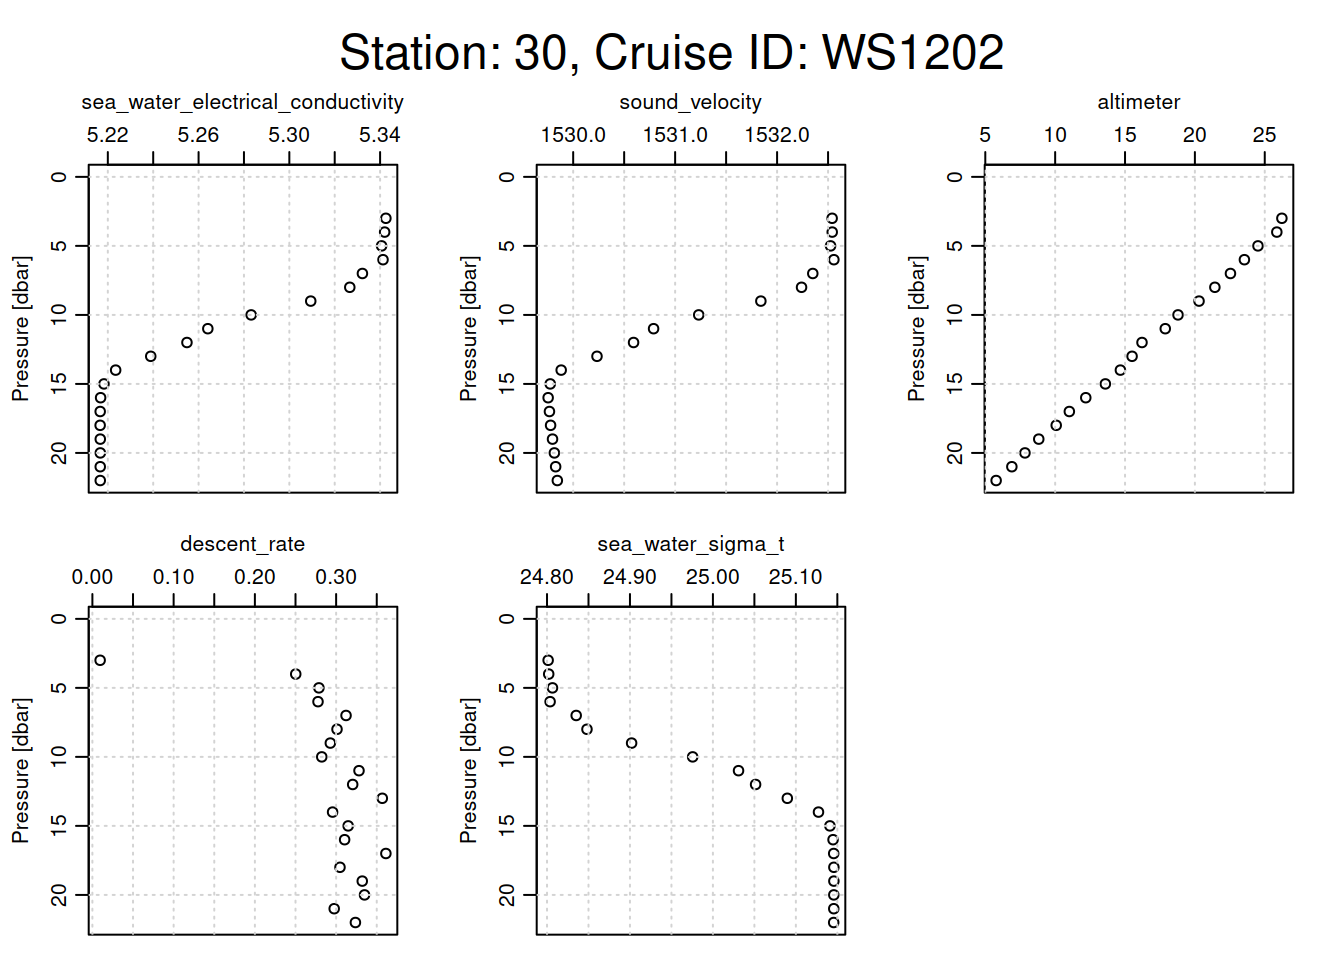 Station: 30, Cruise ID: WS1202
sea_water_electrical_conductivity
5.22 5.26 5.30 5.34
Pressure [dbar]
0 5 10 15 20
sound_velocity
1530.0 1531.0 1532.0
Pressure [dbar]
0 5 10 15 20
altimeter
5 10 15 20 25
Pressure [dbar]
0 5 10 15 20
descent_rate
0.00 0.10 0.20 0.30
Pressure [dbar]
0 5 10 15 20
sea_water_sigma_t
24.80 24.90 25.00 25.10
Pressure [dbar]
0 5 10 15 20